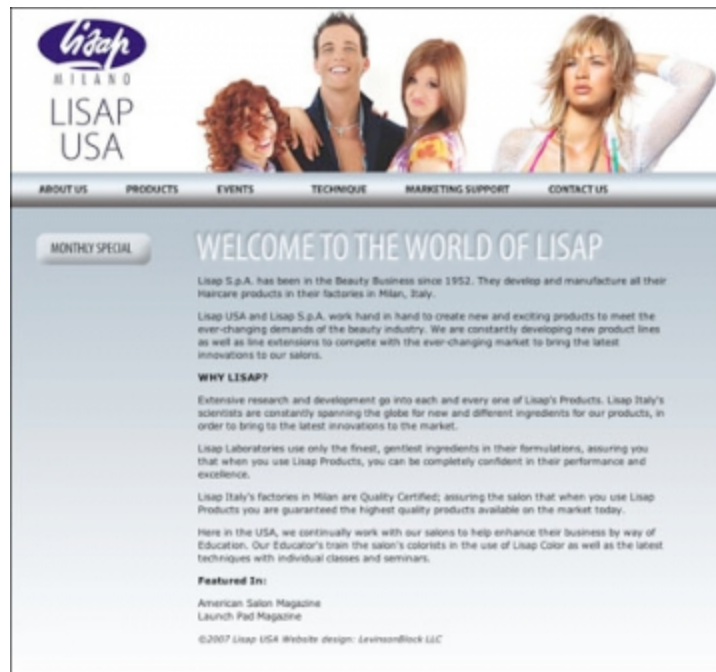 lisap
MILANO
LISAP
USA
ABOUT US PRODUCTS EVENTS TECHNIQUE MARKETING SUPPORT CONTACT US
MONTHLY SPECIAL
WELCOME TO THE WORLD OF LISAP
Lisap S.p.A. has been in the Beauty Business since 1952. They develop and manufacture all their
Haircare products in their factories in Milan, Italy.
Lisap USA and Lisap S.p.A. work hand in hand to create new and exciting products to meet the
ever-changing demands of the beauty industry. We are constantly developing new product lines
as well as line extensions to compete with the ever-changing market to bring the latest
innovations to our salons.
WHY LISAP?
Extensive research and development go into each and every one of Lisap's Products. Lisap Italy's
scientists are constantly spanning the globe for new and different ingredients for our products, in
order to bring to the latest innovations to the market.
Lisap Laboratories use only the finest, gentlest ingredients in their formulations, assuring you
that when you use Lisap Products, you can be completely confident in their performance and
excellence.
Lisap Italy's factories in Milan are Quality Certified; assuring the salon that when you use Lisap
Products you are guaranteed the highest quality products available on the market today.
Here in the USA, we continually work with our salons to help enhance their business by way of
Education. Our Educator's train the salon's colorists in the use of Lisap Color as well as the latest
techniques with individual classes and seminars.
Featured In:
American Salon Magazine
Launch Pad Magazine
©2007 Lisap USA Website design: LevinsonBlock LLC